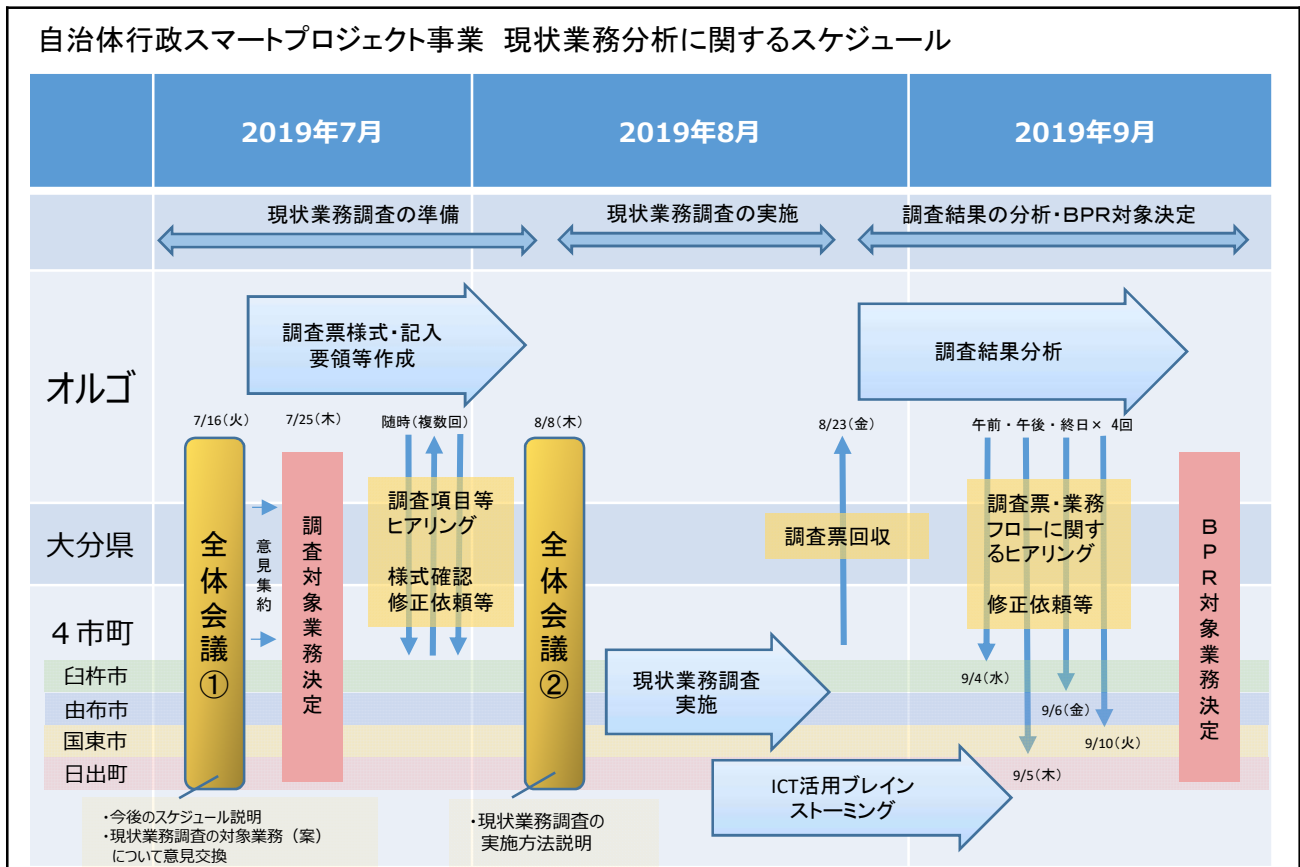 自治体行政スマートプロジェクト事業　現状業務分析に関するスケジュール
2019年7月
2019年8月
2019年9月
現状業務調査の準備
現状業務調査の実施
調査結果の分析・BPR対象決定
オルゴ
調査票様式・記入
要領等作成
調査結果分析
7/16（火）
7/25（木）
随時（複数回）
8/8（木）
8/23（金）
午前・午後・終日× 4回
大分県
４市町
臼杵市
由布市
国東市
日出町
全体会議①
意見集約
調査対象業務決定
調査項目等
ヒアリング
様式確認
修正依頼等
全体会議②
調査票回収
調査票・業務
フローに関す
るヒアリング
修正依頼等
BPR対象業務決定
現状業務調査
実施
9/4（水）
9/6（金）
9/10（火）
9/5（木）
ICT活用ブレイン
ストーミング
・今後のスケジュール説明
・現状業務調査の対象業務（案）
について意見交換
・現状業務調査の
実施方法説明